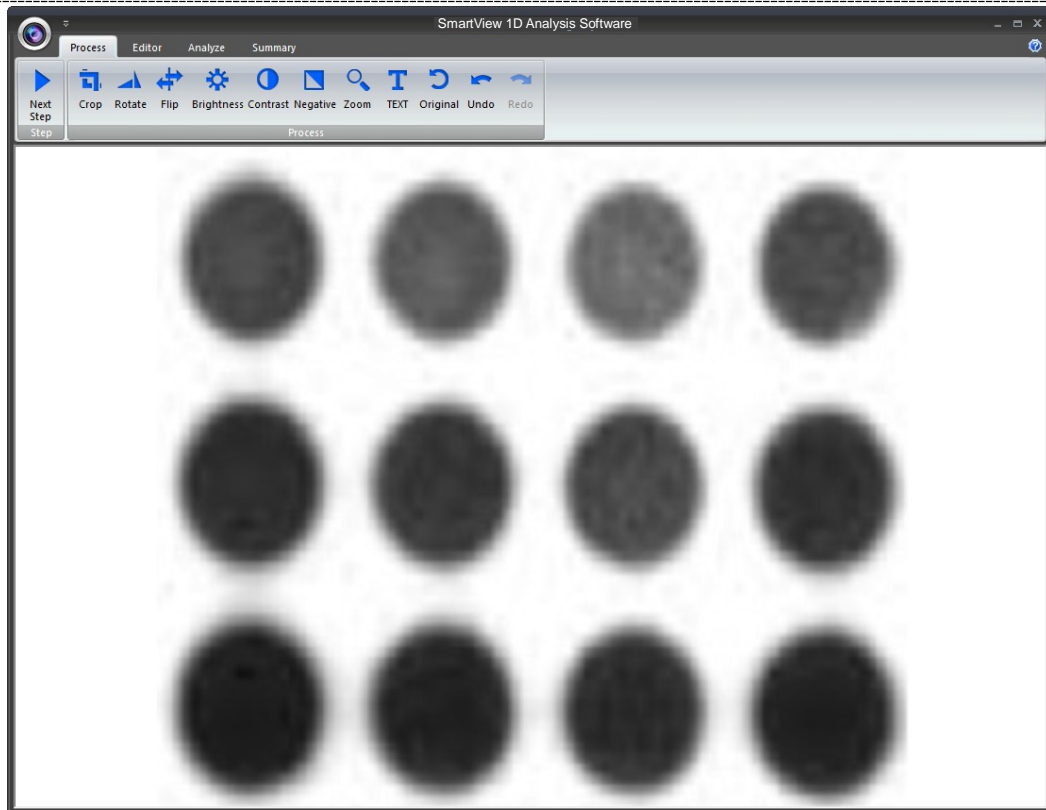 SmartView 1D Analysis Software
Process Editor Analyze Summary
Next Step Crop Rotate Flip Brightness Contrast Negative Zoom TEXT Original Undo Redo
Step Process